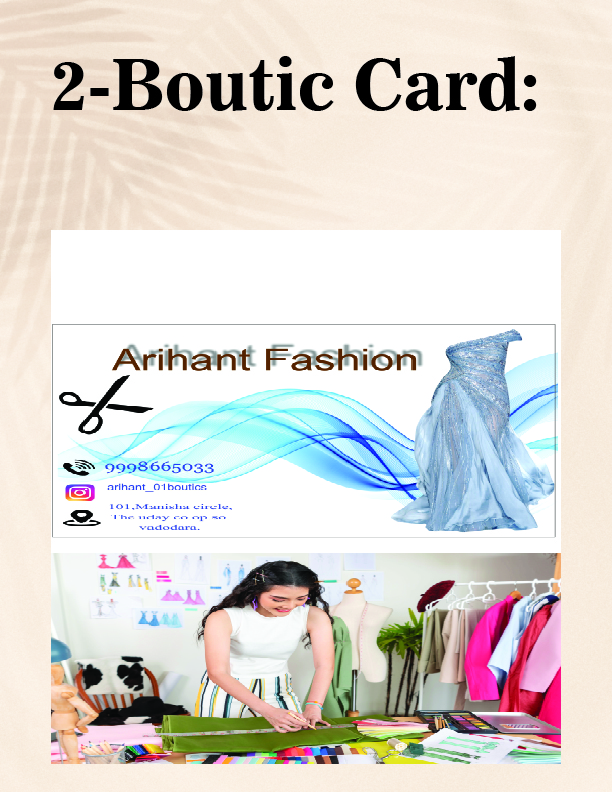 2-Boutic Card:
Arihant Fashion
9998665033
arihant_01boutics
101,Manisha circle,
The uday co op so
vadodara.